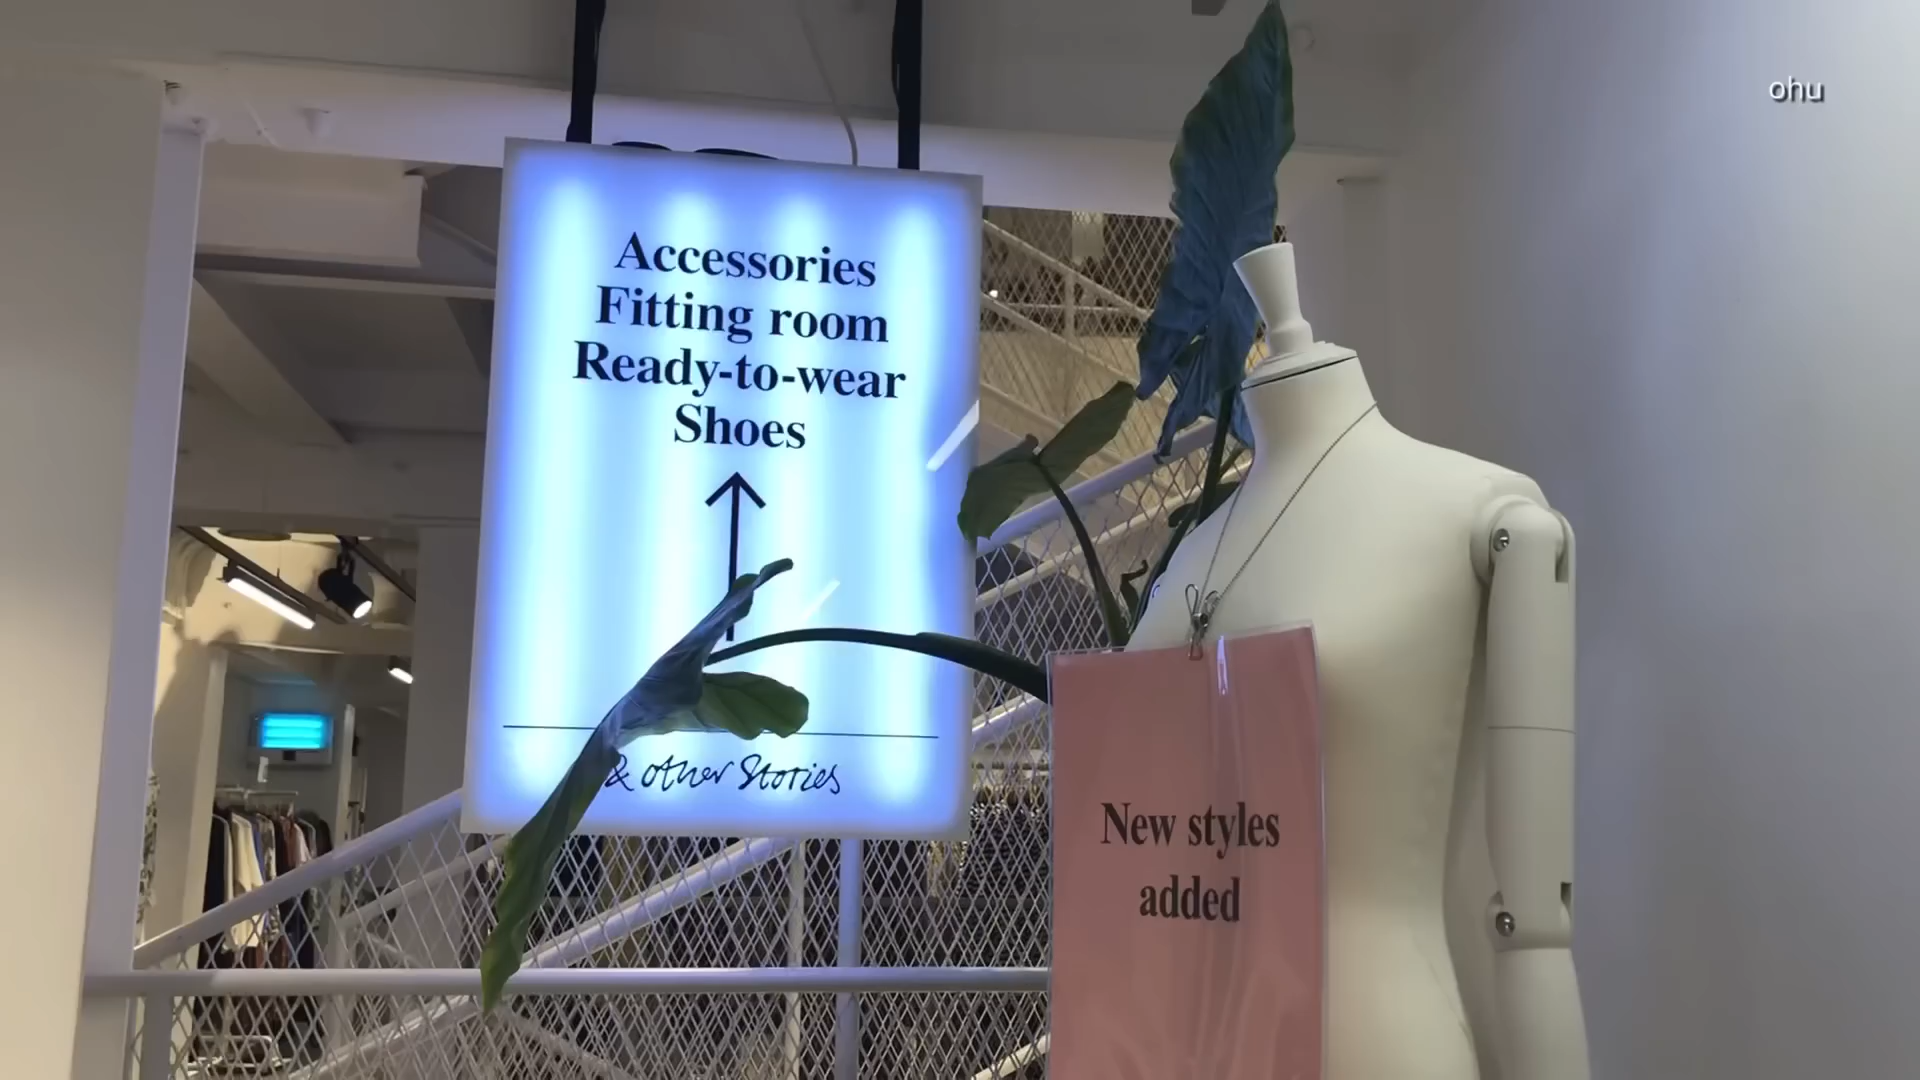 ohu
Accessories
Fitting room
Ready-to-wear
Shoes
& other Stories
New styles
added